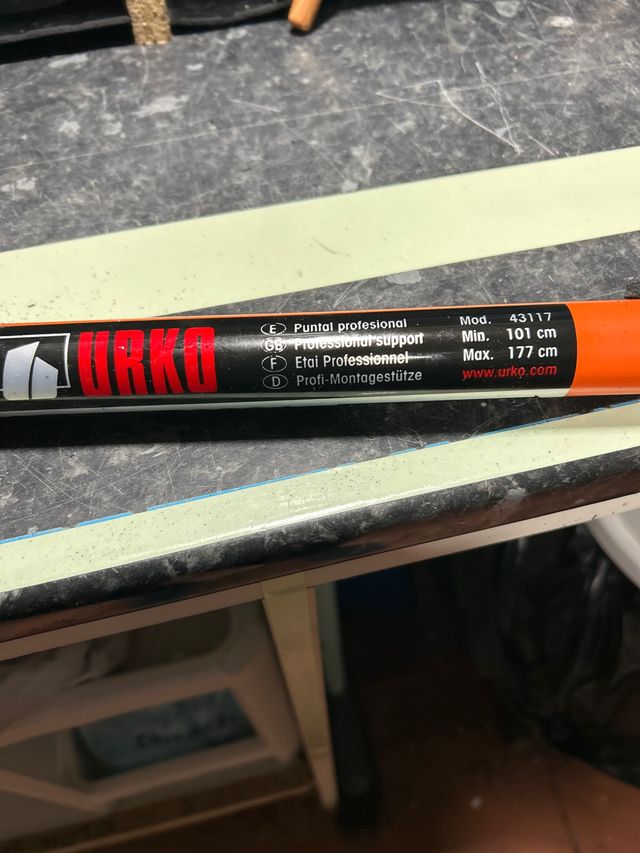 URKO
E Puntal profesional
GB Professional support
F Etai Professionnel
D Profi-Montagestütze
Mod. 43117
Min. 101 cm
Max. 177 cm
www.urko.com